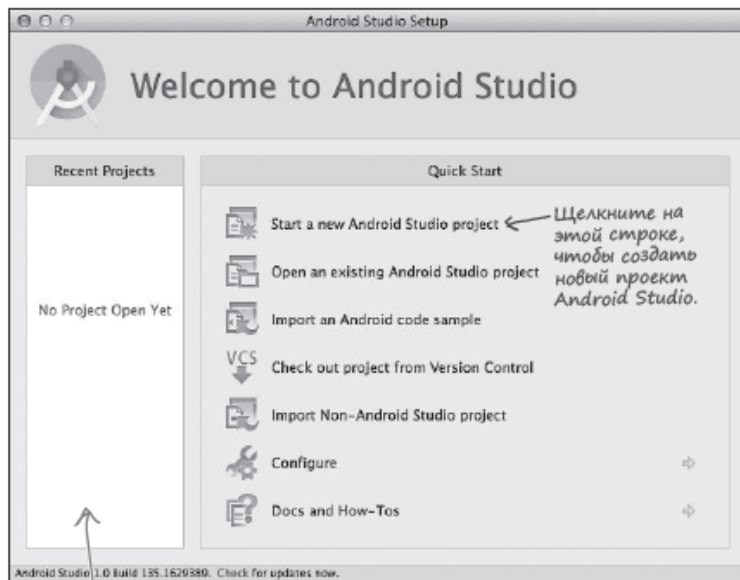 Android Studio Setup
Welcome to Android Studio
Recent Projects
No Project Open Yet
Quick Start
Start a new Android Studio project
Щелкните на
этой строке,
чтобы создать
новый проект
Android Studio.
Open an existing Android Studio project
Import an Android code sample
VCS
Check out project from Version Control
Import Non-Android Studio project
Configure
Docs and How-Tos
Android Studio 1.0 Build 135.1629389. Check for updates now.